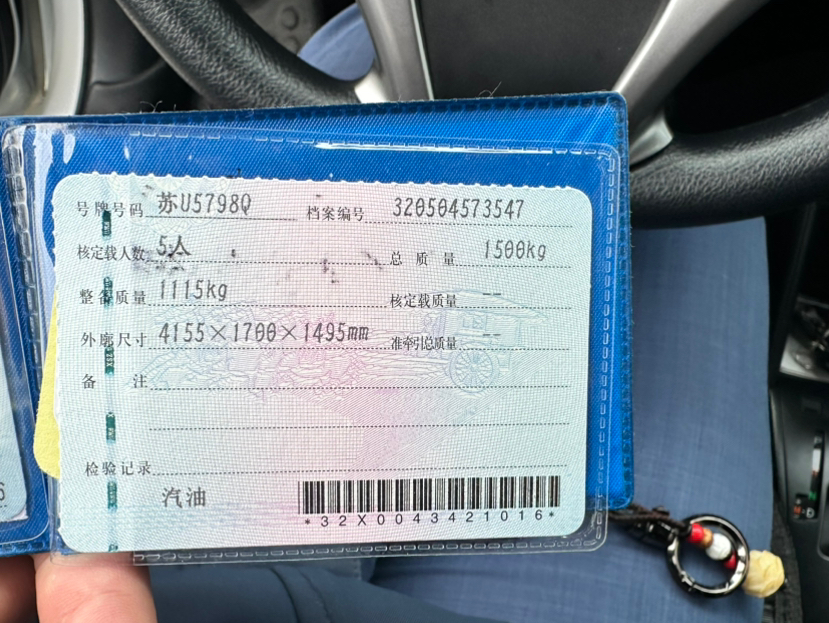 号牌号码 苏U5798Q 档案编号 320504573547
核定载人数 5人 总质量 1500kg
整备质量 1115kg 核定载质量 --
外廓尺寸 4155×1700×1495mm 准牵引总质量 --
备注
检验记录
汽油
*32X0043421016*